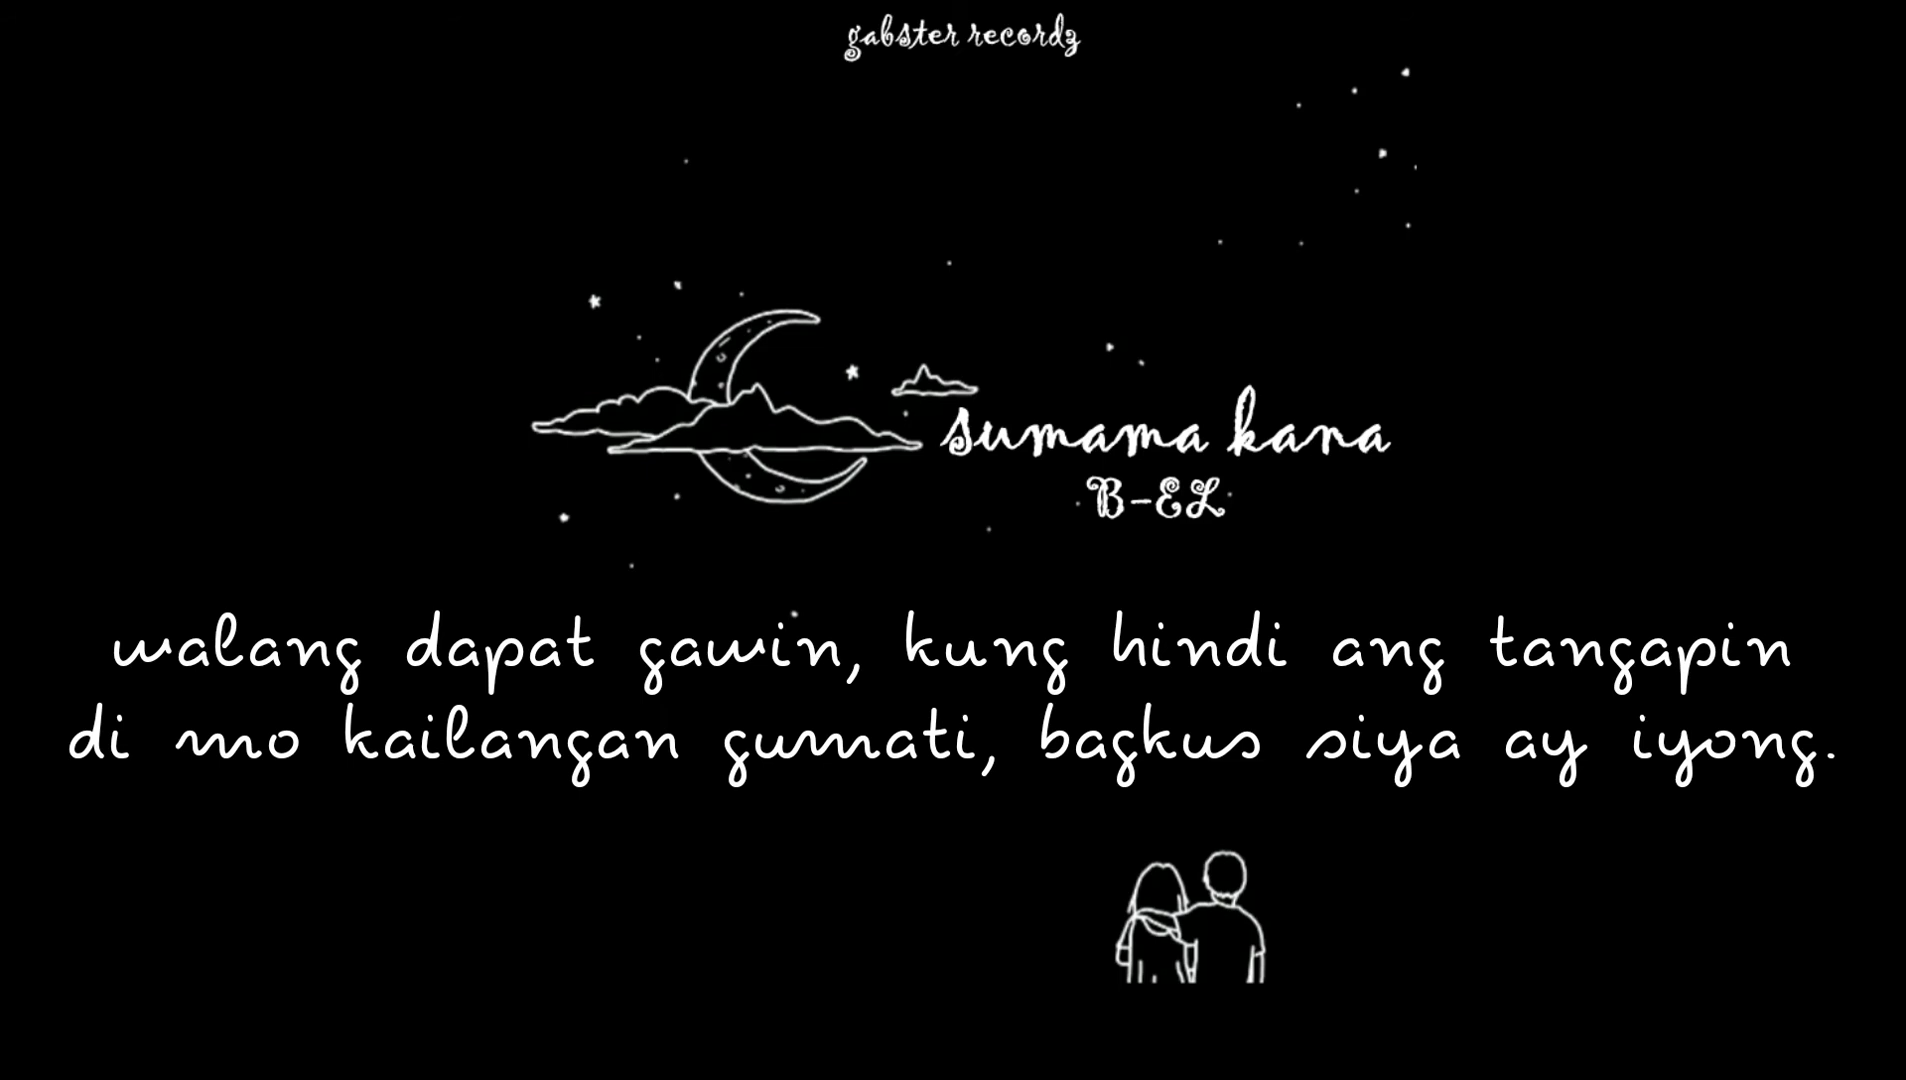 gabster recordz
sumama kana
B-EL
walang dapat gawin, kung hindi ang tangapin
di mo kailangan gumati, bagkus siya ay iyong.